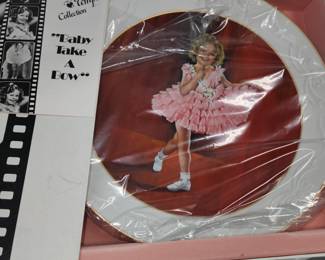 Collection
"Baby
Take
A
Bow"